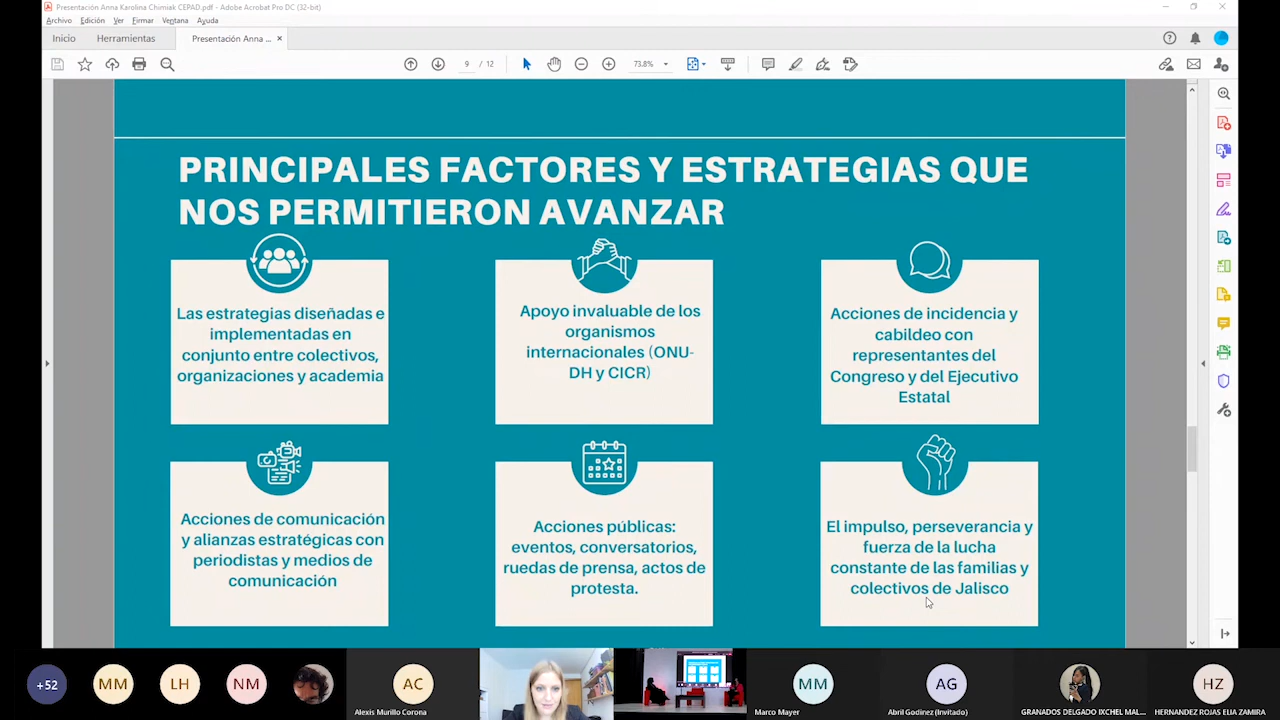 Presentación Anna Karolina Chimiak CEPAD.pdf - Adobe Acrobat Pro DC (32-bit)
Archivo Edición Ver Firmar Ventana Ayuda
Inicio Herramientas Presentación Anna ... ×
9 / 12 73.8%
PRINCIPALES FACTORES Y ESTRATEGIAS QUE
NOS PERMITIERON AVANZAR
Las estrategias diseñadas e
implementadas en
conjunto entre colectivos,
organizaciones y academia
Apoyo invaluable de los
organismos
internacionales (ONU-
DH y CICR)
Acciones de incidencia y
cabildeo con
representantes del
Congreso y del Ejecutivo
Estatal
Acciones de comunicación
y alianzas estratégicas con
periodistas y medios de
comunicación
Acciones públicas:
eventos, conversatorios,
ruedas de prensa, actos de
protesta.
El impulso, perseverancia y
fuerza de la lucha
constante de las familias y
colectivos de Jalisco
+52 MM LH NM AC MM AG HZ
Alexis Murillo Corona Marco Mayer Abril Godinez (Invitado) GRANADOS DELGADO IXCHEL MAL... HERNANDEZ ROJAS ELIA ZAMIRA